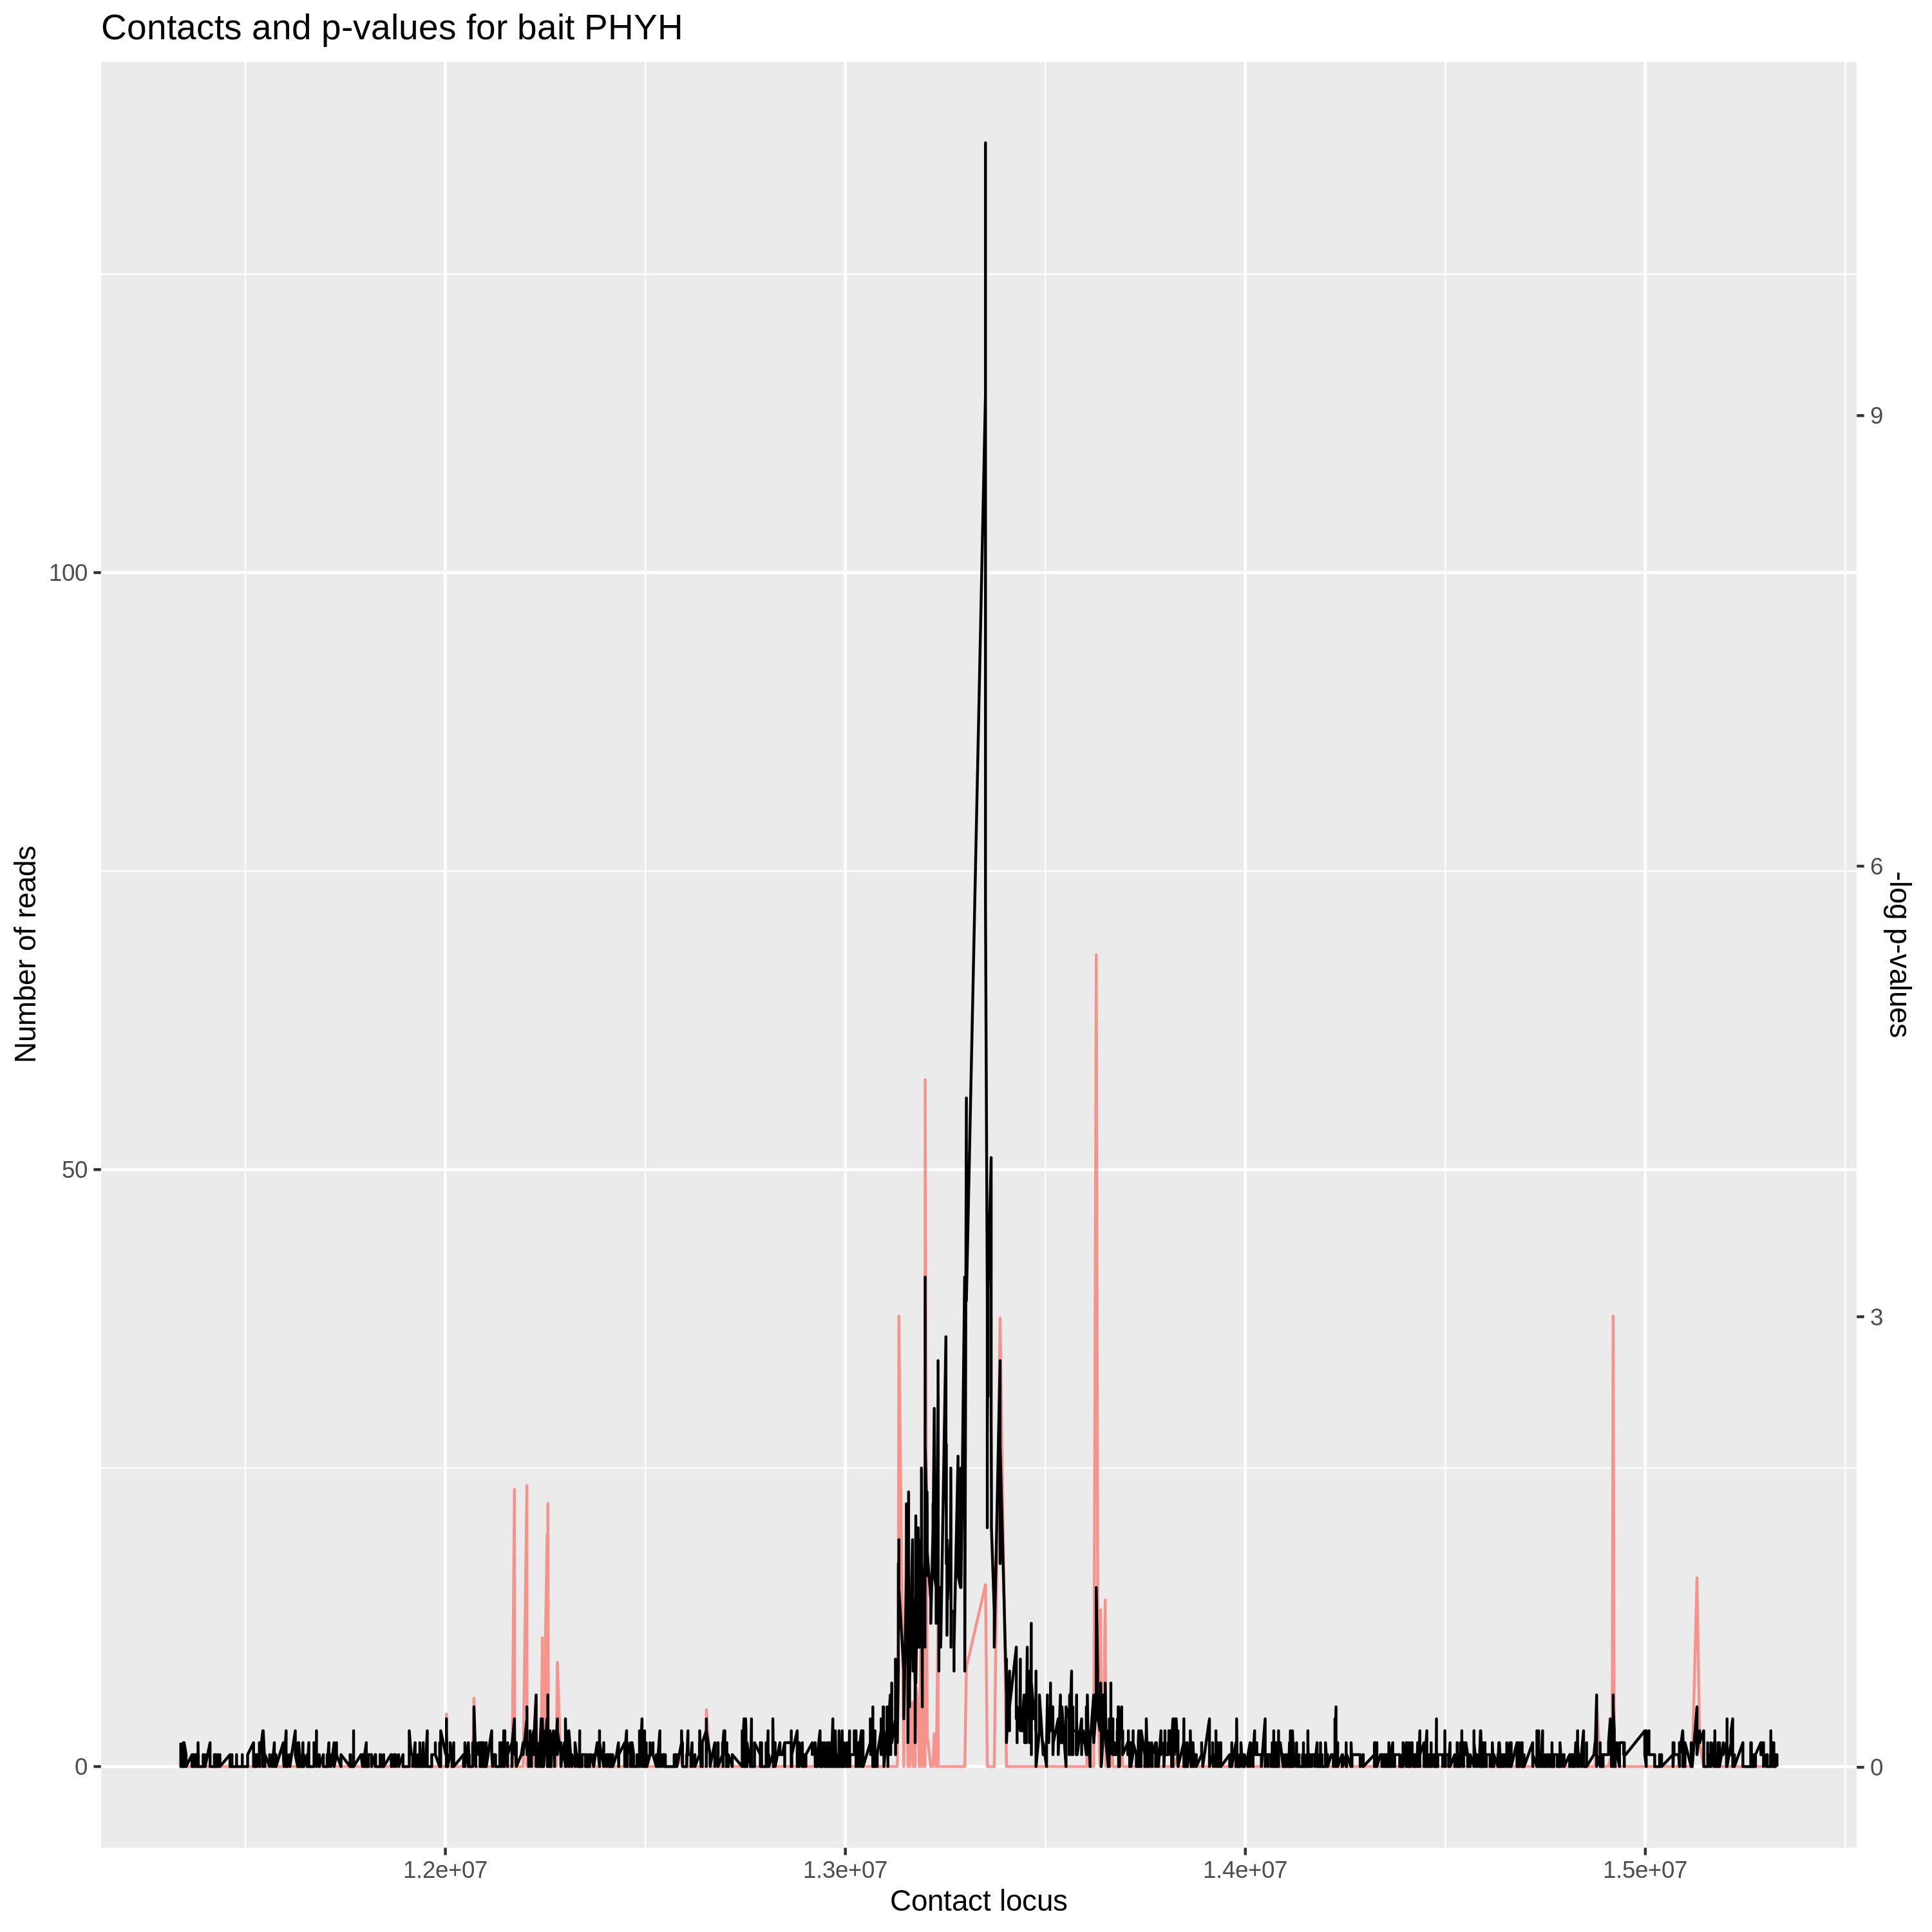 Contacts and p-values for bait PHYH
Number of reads
100
50
0
9
6
3
0
-log p-values
1.2e+07
1.3e+07
1.4e+07
1.5e+07
Contact locus